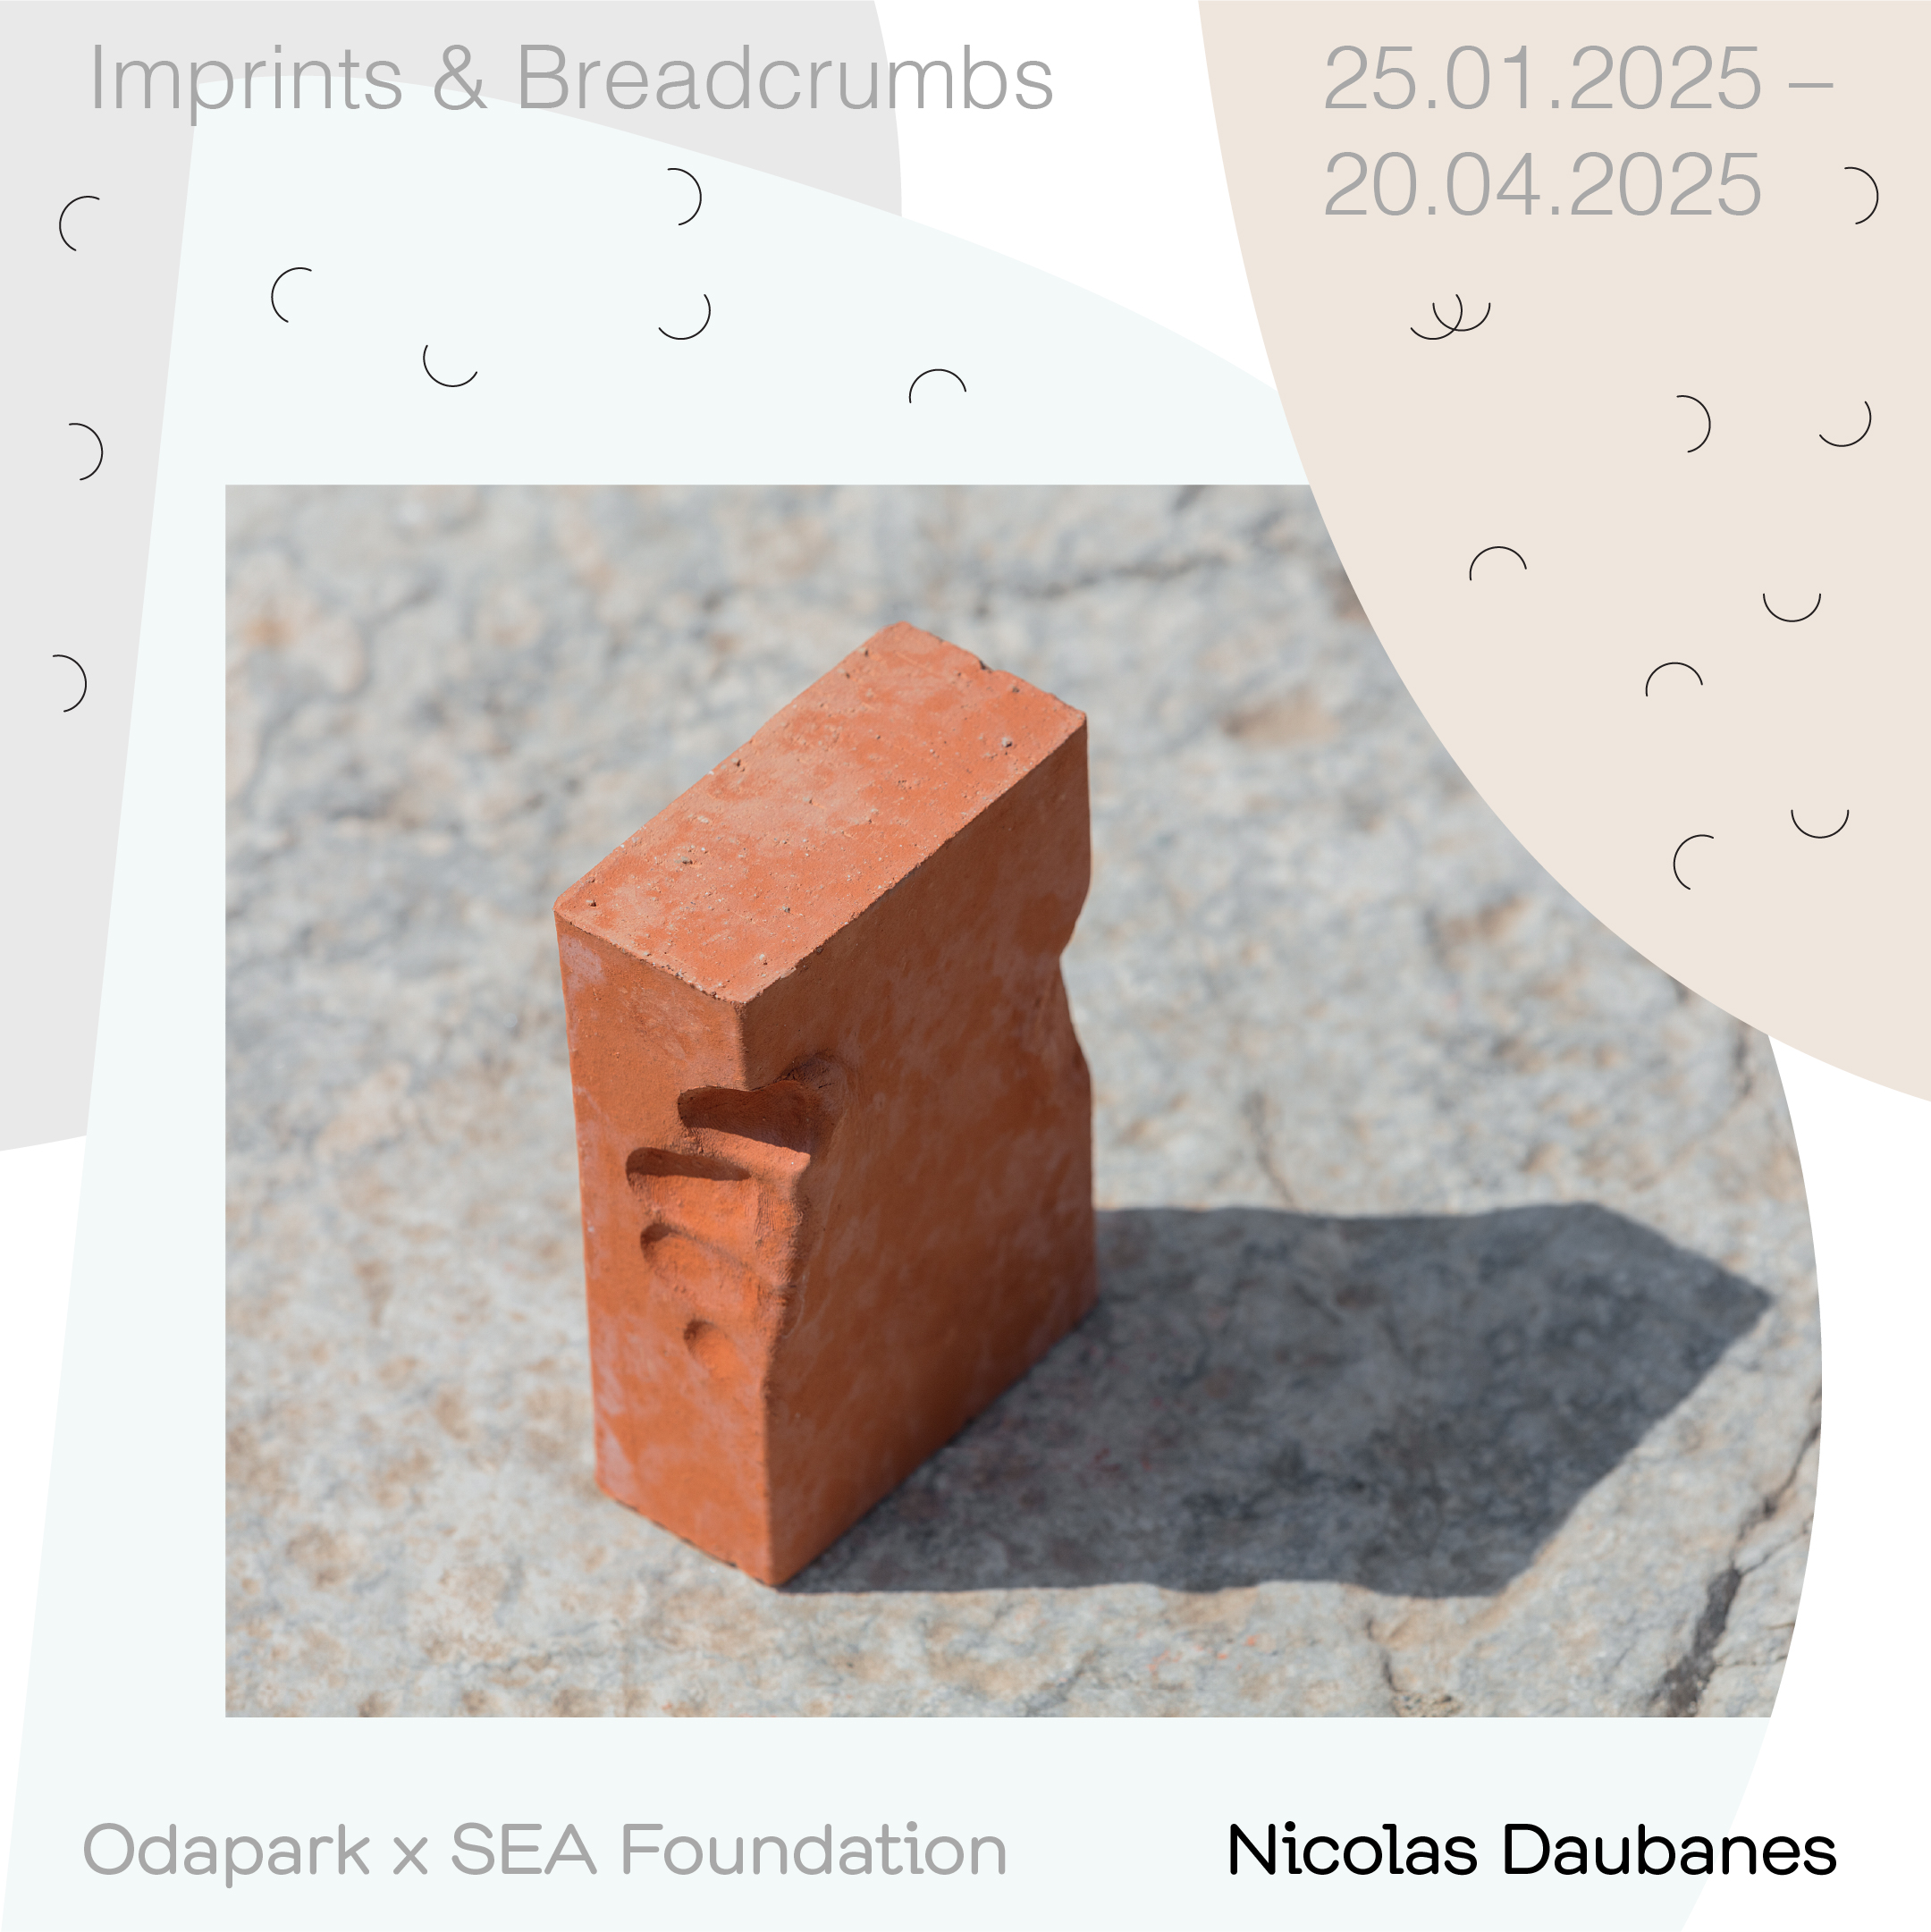 Imprints & Breadcrumbs
25.01.2025 –
20.04.2025
Odapark x SEA Foundation
Nicolas Daubanes